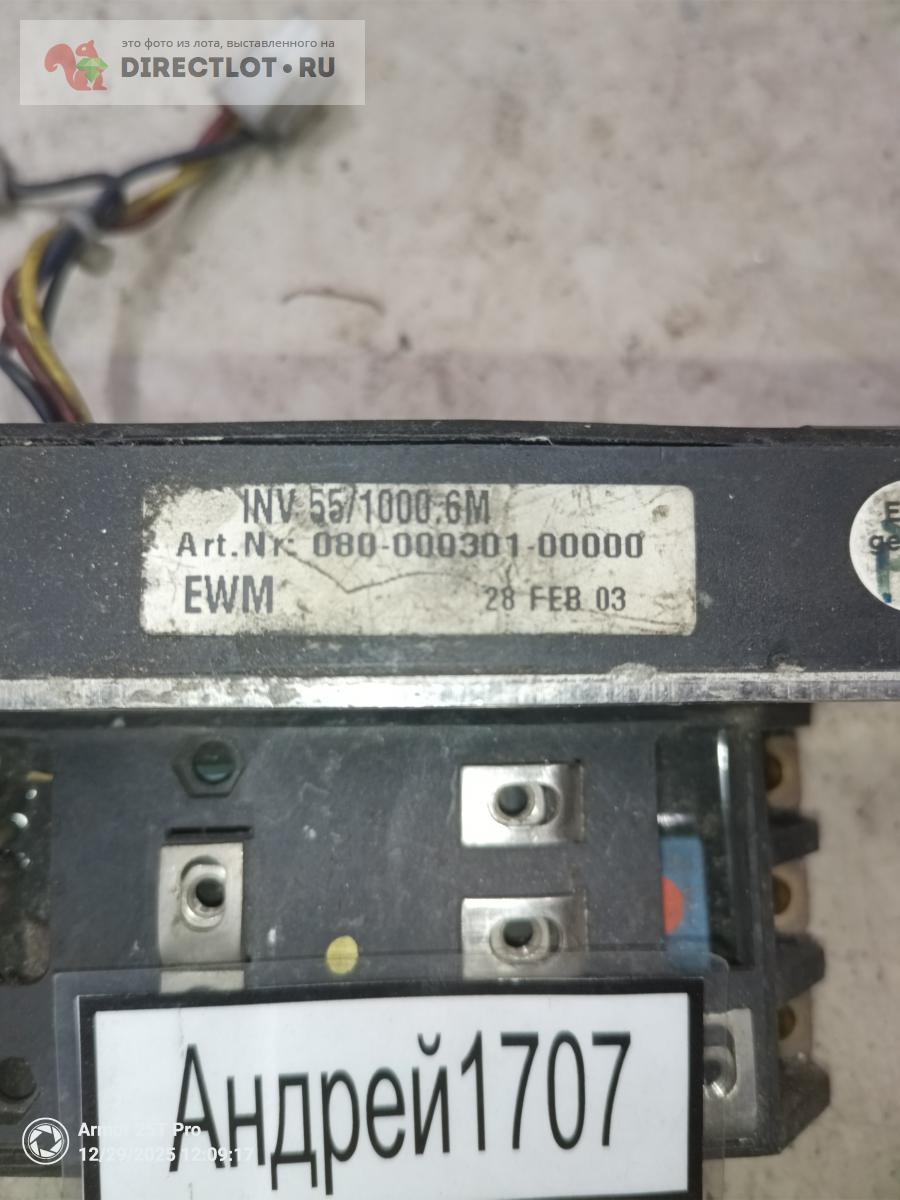 это фото из лота, выставленного на
DIRECTLOT•RU
INV 55/1000.6M
Art.Nr: 080-000301-00000
EWM 28 FEB 03
Андрей1707
Armor 25T Pro
12/29/2025 12:09:17